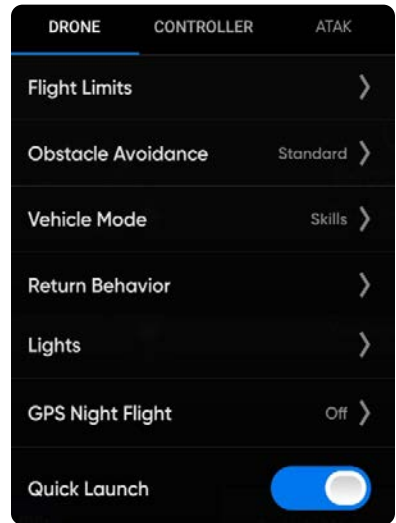 DRONE CONTROLLER ATAK
Flight Limits
Obstacle Avoidance Standard
Vehicle Mode Skills
Return Behavior
Lights
GPS Night Flight Off
Quick Launch